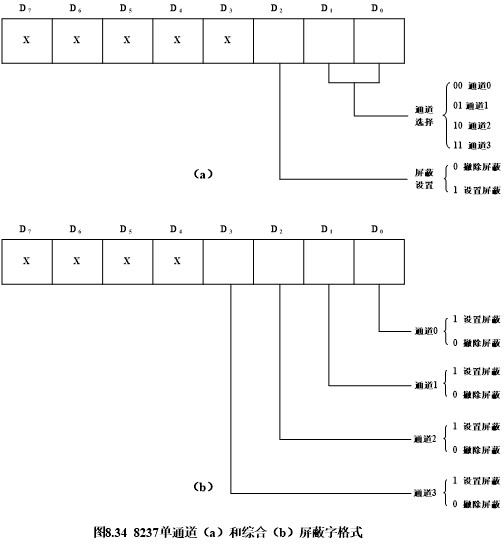 D7 D6 D5 D4 D3 D2 D1 D0
X X X X X
00 通道0
通道 01 通道1
选择 10 通道2
11 通道3
(a)
屏蔽 0 撤除屏蔽
设置 1 设置屏蔽
D7 D6 D5 D4 D3 D2 D1 D0
X X X X
1 设置屏蔽
通道0
0 撤除屏蔽
1 设置屏蔽
通道1
0 撤除屏蔽
1 设置屏蔽
通道2
0 撤除屏蔽
1 设置屏蔽
(b) 通道3
0 撤除屏蔽
图8.34 8237单通道(a)和综合(b)屏蔽字格式